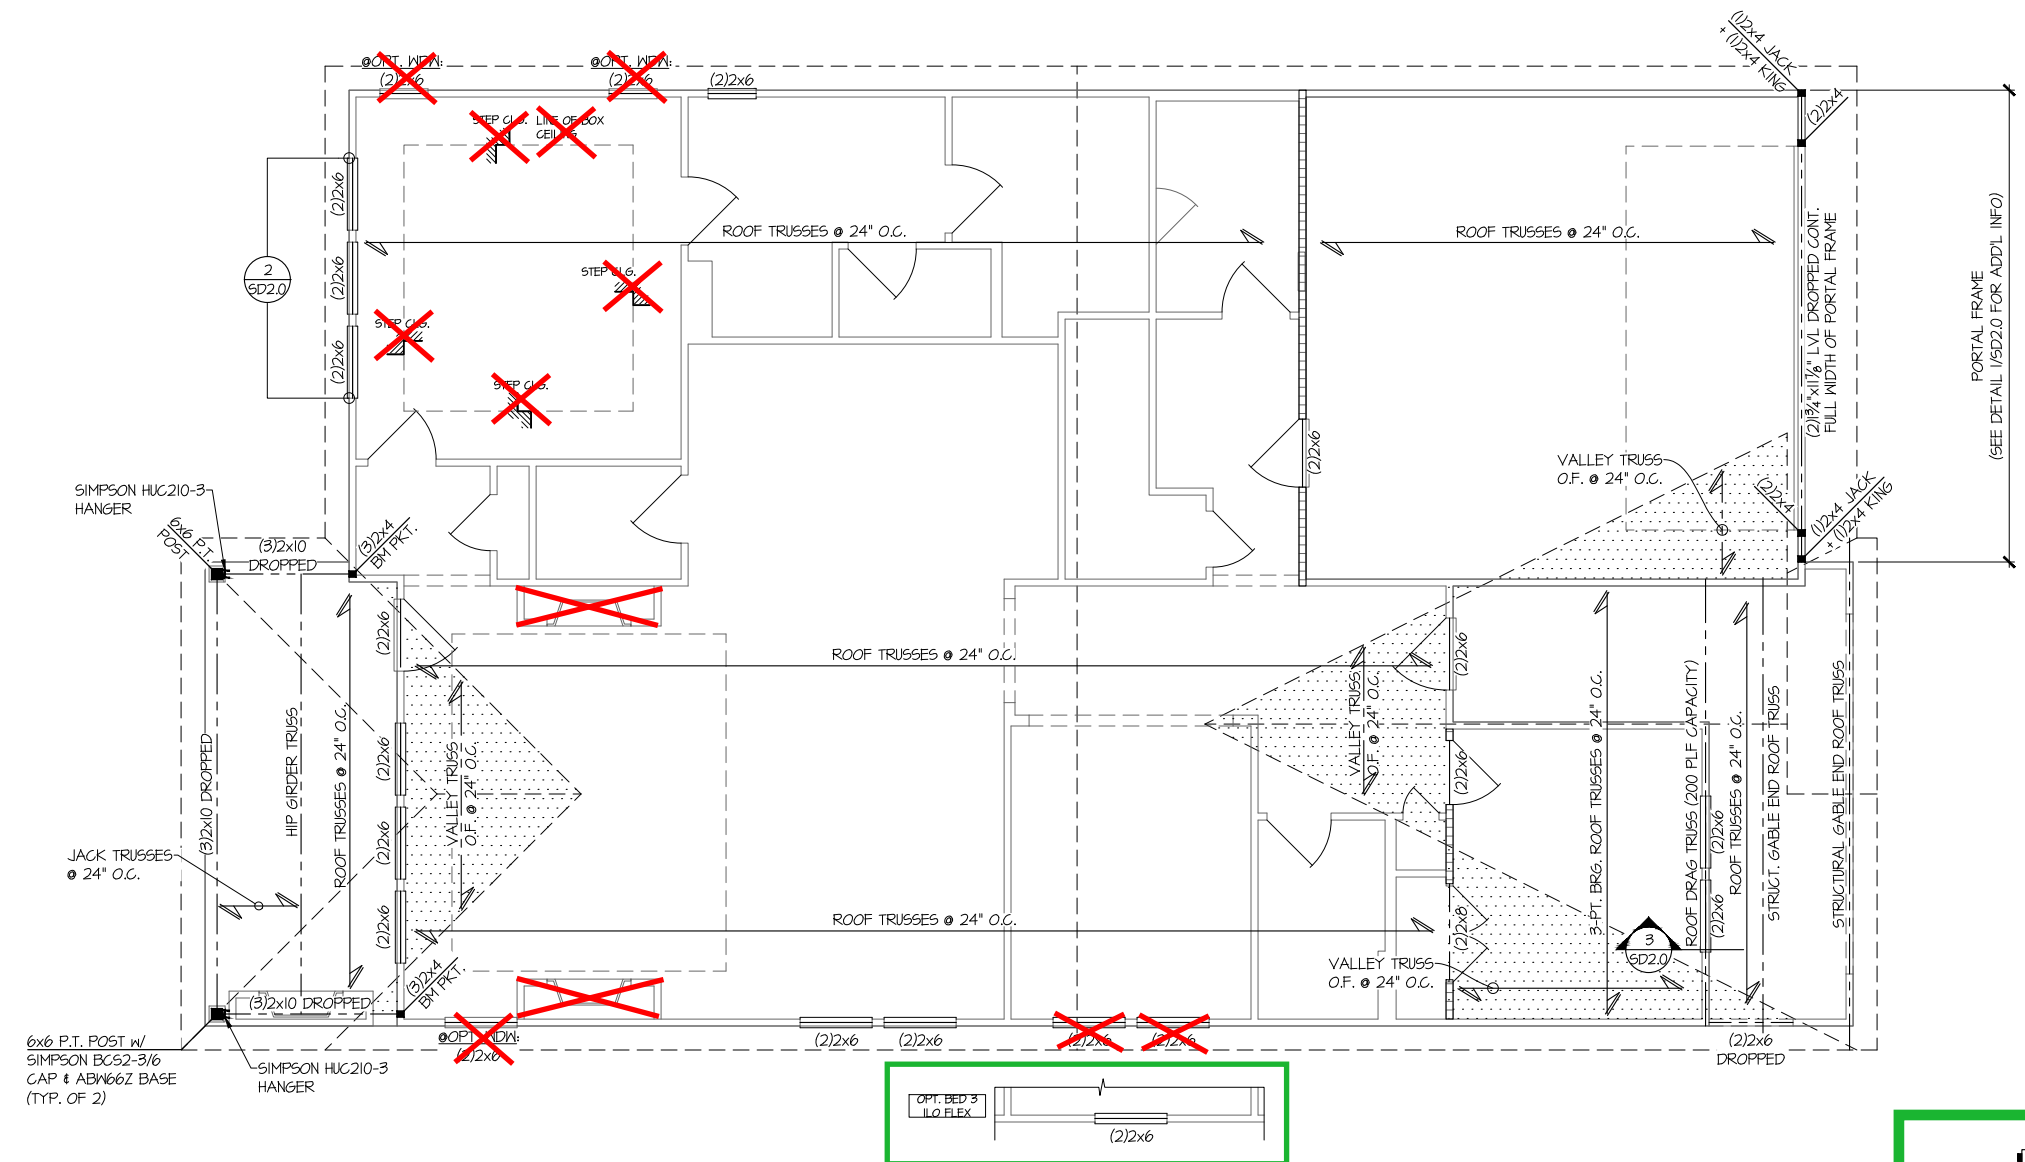 @OPT. WDW:
(2)2x6
@OPT. WDW:
(2)2x6
(2)2x6
(1)2x4 JACK
+ (1)2x4 KING
(2)2x4
STEP CLG.
LINE OF BOX
CEILING
(2)2x6
(2)2x6
(2)2x6
2
SD2.0
ROOF TRUSSES @ 24" O.C.
ROOF TRUSSES @ 24" O.C.
STEP CLG.
STEP CLG.
STEP CLG.
(2)1¾"x11⅞" LVL DROPPED CONT.
FULL WIDTH OF PORTAL FRAME
PORTAL FRAME
(SEE DETAIL 1/SD2.0 FOR ADD'L INFO)
(2)2x6
VALLEY TRUSS
O.F. @ 24" O.C.
(2)2x4
(1)2x4 JACK
+ (1)2x4 KING
SIMPSON HUC210-3
HANGER
6x6 P.T.
POST
(3)2x10
DROPPED
(3)2x4
BM PKT.
(2)2x6
(2)2x6
(2)2x6
(2)2x6
ROOF TRUSSES @ 24" O.C.
(3)2x10 DROPPED
HIP GIRDER TRUSS
ROOF TRUSSES @ 24" O.C.
VALLEY TRUSS
O.F. @ 24" O.C.
VALLEY TRUSS
O.F. @ 24" O.C.
(2)2x6
(2)2x6
(2)2x8
3-PT. BRG. ROOF TRUSSES @ 24" O.C.
ROOF DRAG TRUSS (200 PLF CAPACITY)
(2)2x6
(2)2x6
ROOF TRUSSES @ 24" O.C.
STRUCT. GABLE END ROOF TRUSS
STRUCTURAL GABLE END ROOF TRUSS
JACK TRUSSES
@ 24" O.C.
ROOF TRUSSES @ 24" O.C.
3
SD2.0
VALLEY TRUSS
O.F. @ 24" O.C.
(3)2x4
BM PKT.
(3)2x10 DROPPED
6x6 P.T. POST W/
SIMPSON BCS2-3/6
CAP & ABW66Z BASE
(TYP. OF 2)
SIMPSON HUC210-3
HANGER
@OPT. WDW:
(2)2x6
(2)2x6
(2)2x6
(2)2x6
(2)2x6
(2)2x6
DROPPED
OPT. BED 3
ILO FLEX
(2)2x6